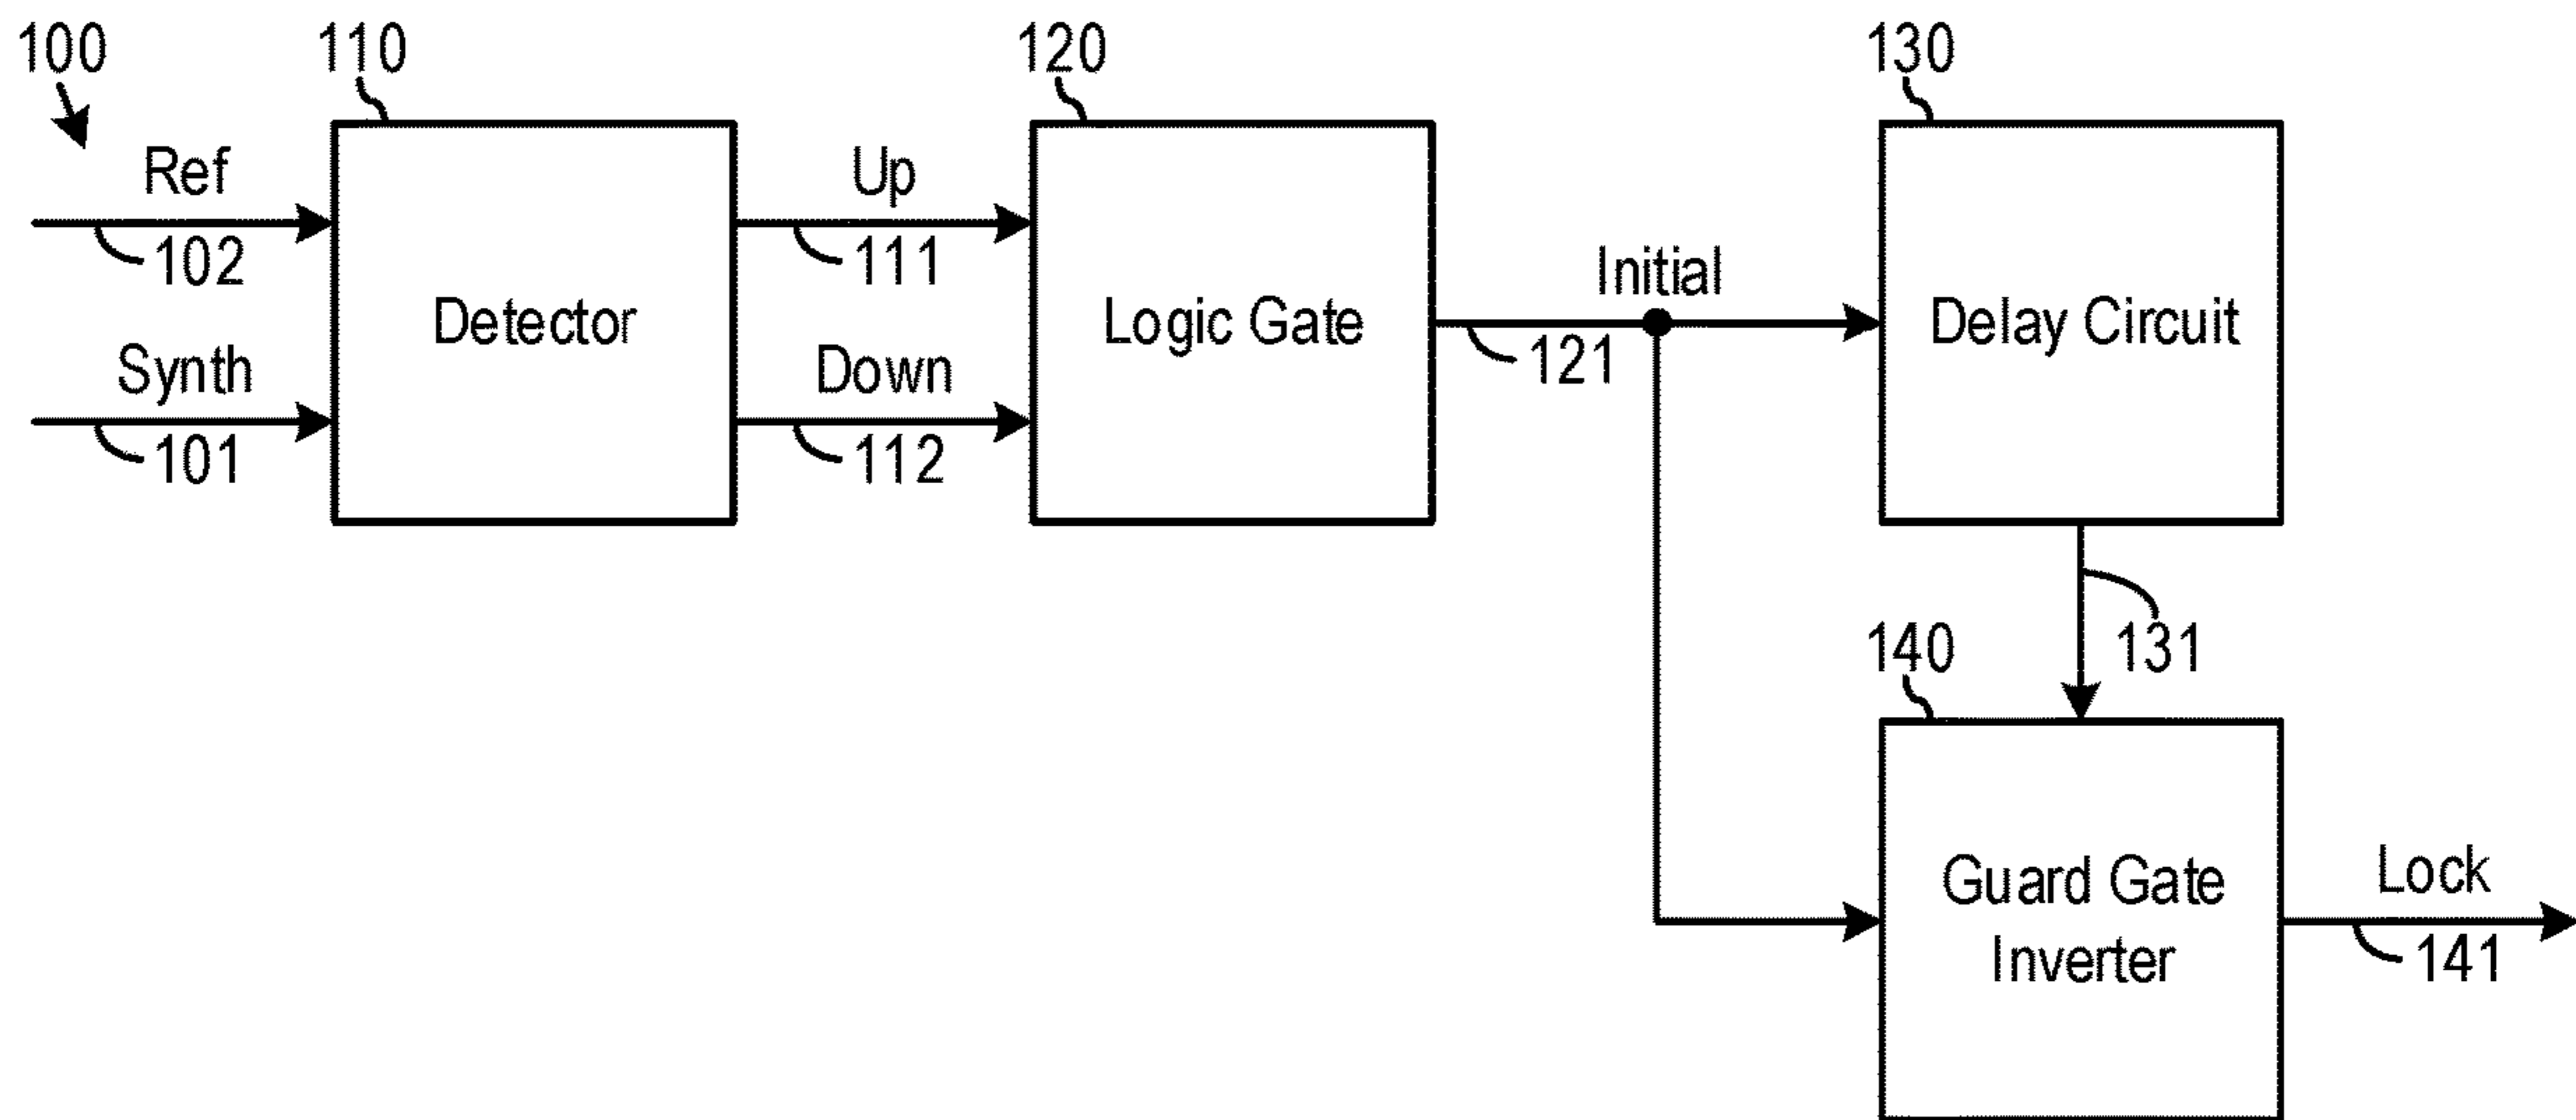 100
110
120
130
Ref
102
Synth
101
Detector
Up
111
Down
112
Logic Gate
Initial
121
Delay Circuit
131
140
Guard Gate
Inverter
Lock
141